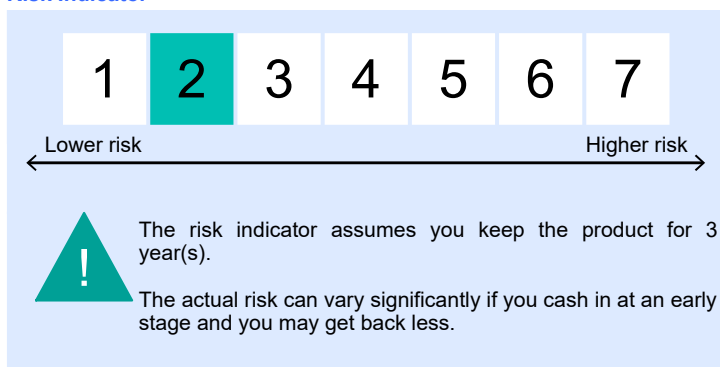 Risk Indicator
1 2 3 4 5 6 7
Lower risk Higher risk
!
The risk indicator assumes you keep the product for 3
year(s).
The actual risk can vary significantly if you cash in at an early
stage and you may get back less.